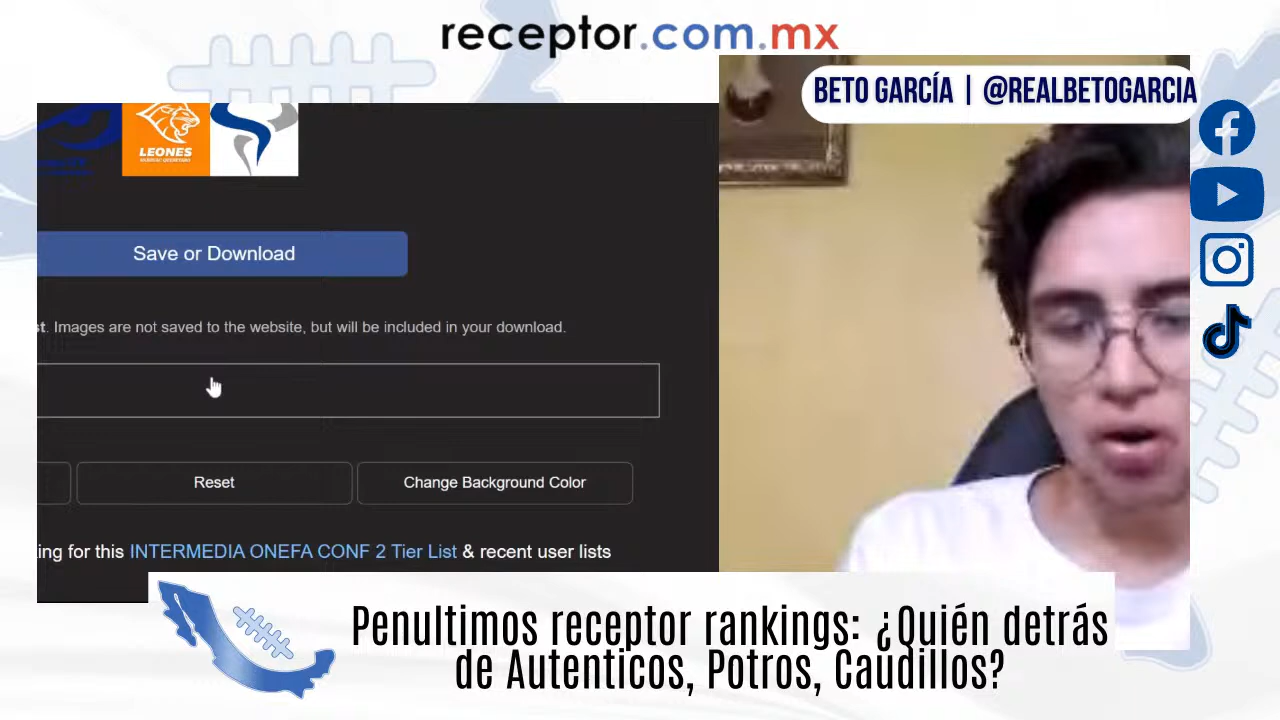 receptor.com.mx
BETO GARCÍA | @REALBETOGARCIA
LEONES
Save or Download
st. Images are not saved to the website, but will be included in your download.
Reset
Change Background Color
ing for this INTERMEDIA ONEFA CONF 2 Tier List & recent user lists
Penultimos receptor rankings: ¿Quién detrás
de Autenticos, Potros, Caudillos?